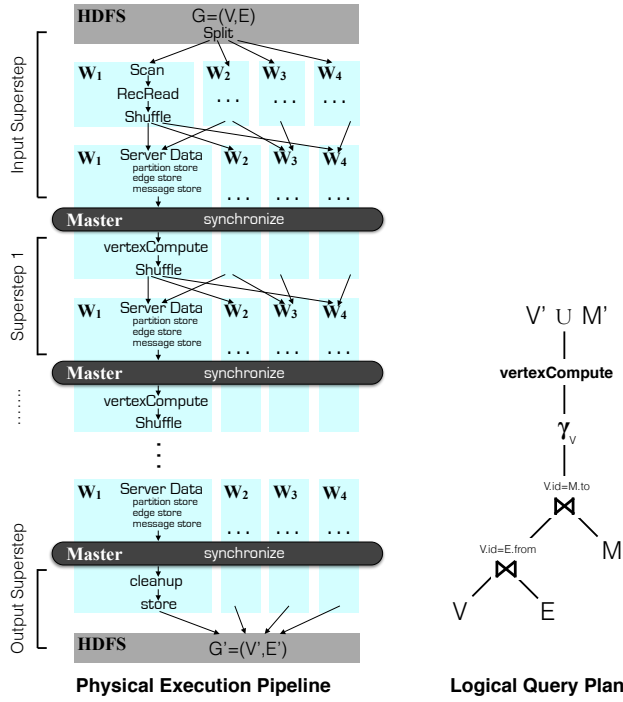 HDFS G=(V,E)
Split
Input Superstep
W1 Scan W2 W3 W4
RecRead ... ... ...
Shuffle
W1 Server Data W2 W3 W4
partition store
edge store
message store ... ... ...
Master synchronize
Superstep 1
vertexCompute
Shuffle
W1 Server Data W2 W3 W4
partition store
edge store
message store ... ... ...
Master synchronize
.......
vertexCompute
Shuffle
...
W1 Server Data W2 W3 W4
partition store
edge store
message store ... ... ...
Master synchronize
Output Superstep
cleanup
store
HDFS G'=(V',E')
Physical Execution Pipeline
V' ∪ M'
vertexCompute
γV
V.id=M.to
⋈
V.id=E.from M
⋈
V E
Logical Query Plan